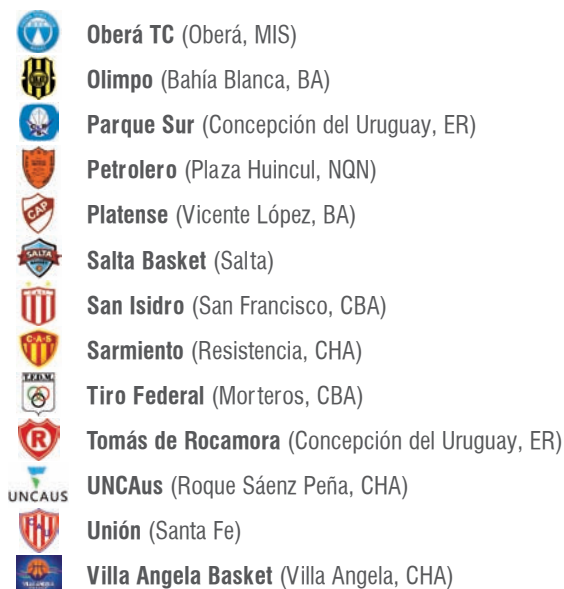 Oberá TC (Oberá, MIS)
Olimpo (Bahía Blanca, BA)
Parque Sur (Concepción del Uruguay, ER)
Petrolero (Plaza Huincul, NQN)
CAP
Platense (Vicente López, BA)
SALTA
Salta Basket (Salta)
San Isidro (San Francisco, CBA)
C·A·S
Sarmiento (Resistencia, CHA)
T.F.D.M.
Tiro Federal (Morteros, CBA)
R
Tomás de Rocamora (Concepción del Uruguay, ER)
UNCAUS
UNCAus (Roque Sáenz Peña, CHA)
Unión (Santa Fe)
Villa Angela Basket (Villa Angela, CHA)